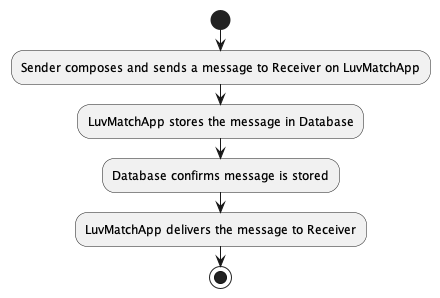 Sender composes and sends a message to Receiver on LuvMatchApp
LuvMatchApp stores the message in Database
Database confirms message is stored
LuvMatchApp delivers the message to Receiver